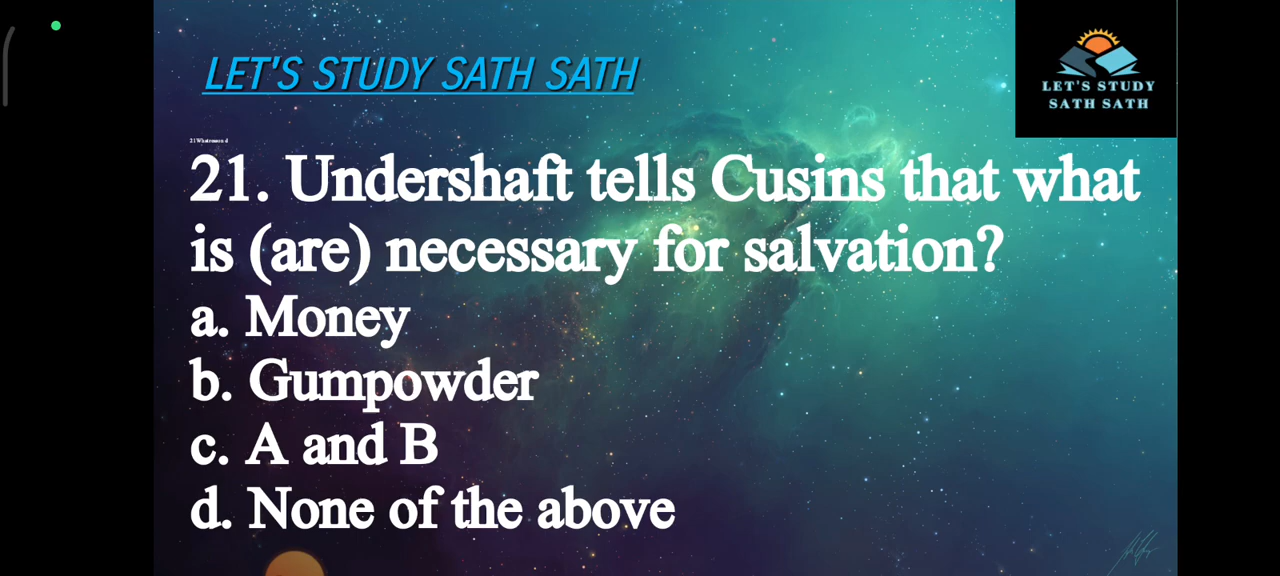 LET'S STUDY SATH SATH
LET'S STUDY
SATH SATH
21. Undershaft tells Cusins that what
is (are) necessary for salvation?
a. Money
b. Gumpowder
c. A and B
d. None of the above